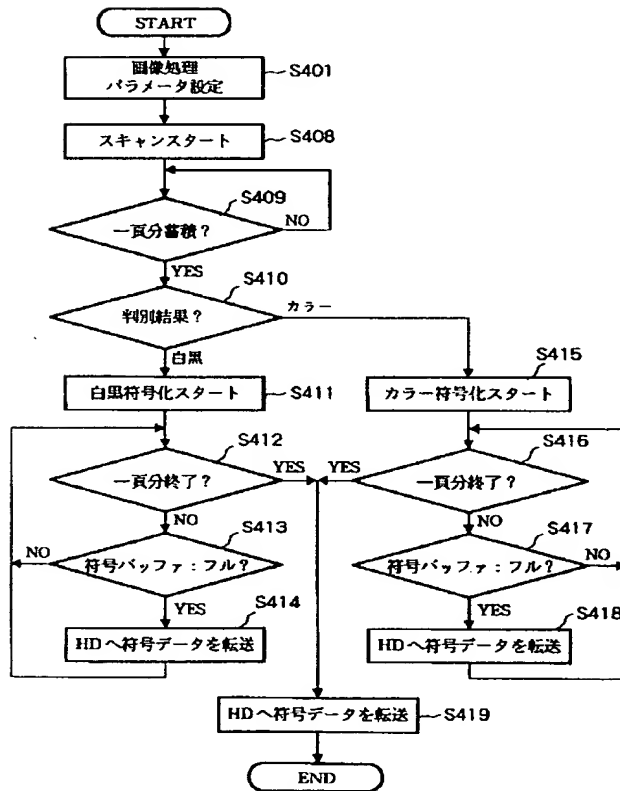 START
画像処理
パラメータ設定
S401
スキャンスタート
S408
S409
一頁分蓄積？
NO
YES
S410
判別結果？
カラー
白黒
白黒符号化スタート
S411
S415
カラー符号化スタート
S412
一頁分終了？
YES
NO
S416
YES
一頁分終了？
NO
S413
NO
符号バッファ：フル？
YES
S417
符号バッファ：フル？
NO
YES
S414
HDへ符号データを転送
S418
HDへ符号データを転送
HDへ符号データを転送
S419
END